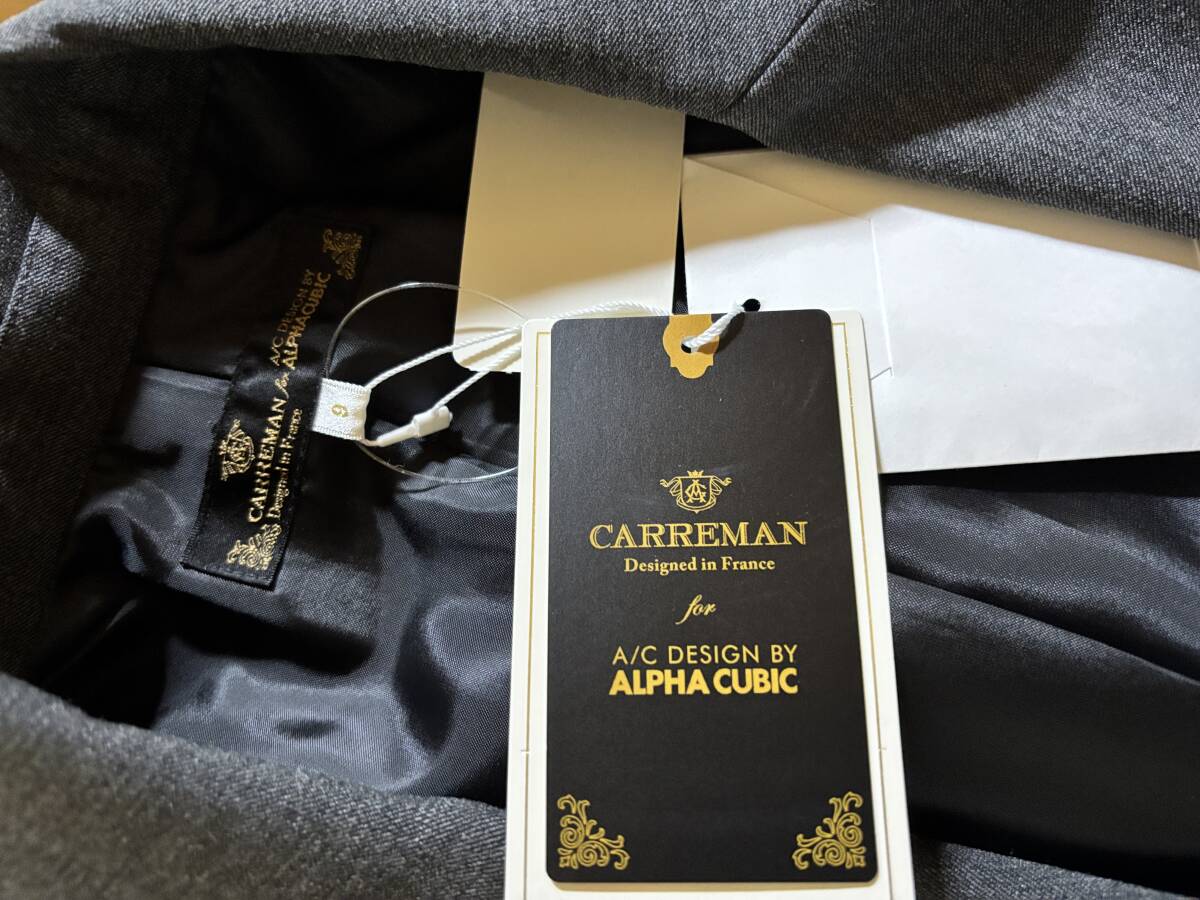 CARREMAN for A/C DESIGN BY
Designed in France ALPHACUBIC
9
CARREMAN
Designed in France
for
A/C DESIGN BY
ALPHA CUBIC